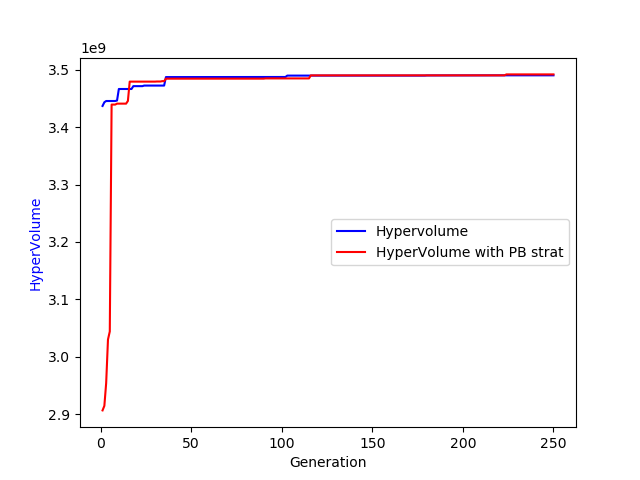 1e9
3.5
3.4
3.3
3.2
3.1
3.0
2.9
HyperVolume
Hypervolume
HyperVolume with PB strat
0
50
100
150
200
250
Generation